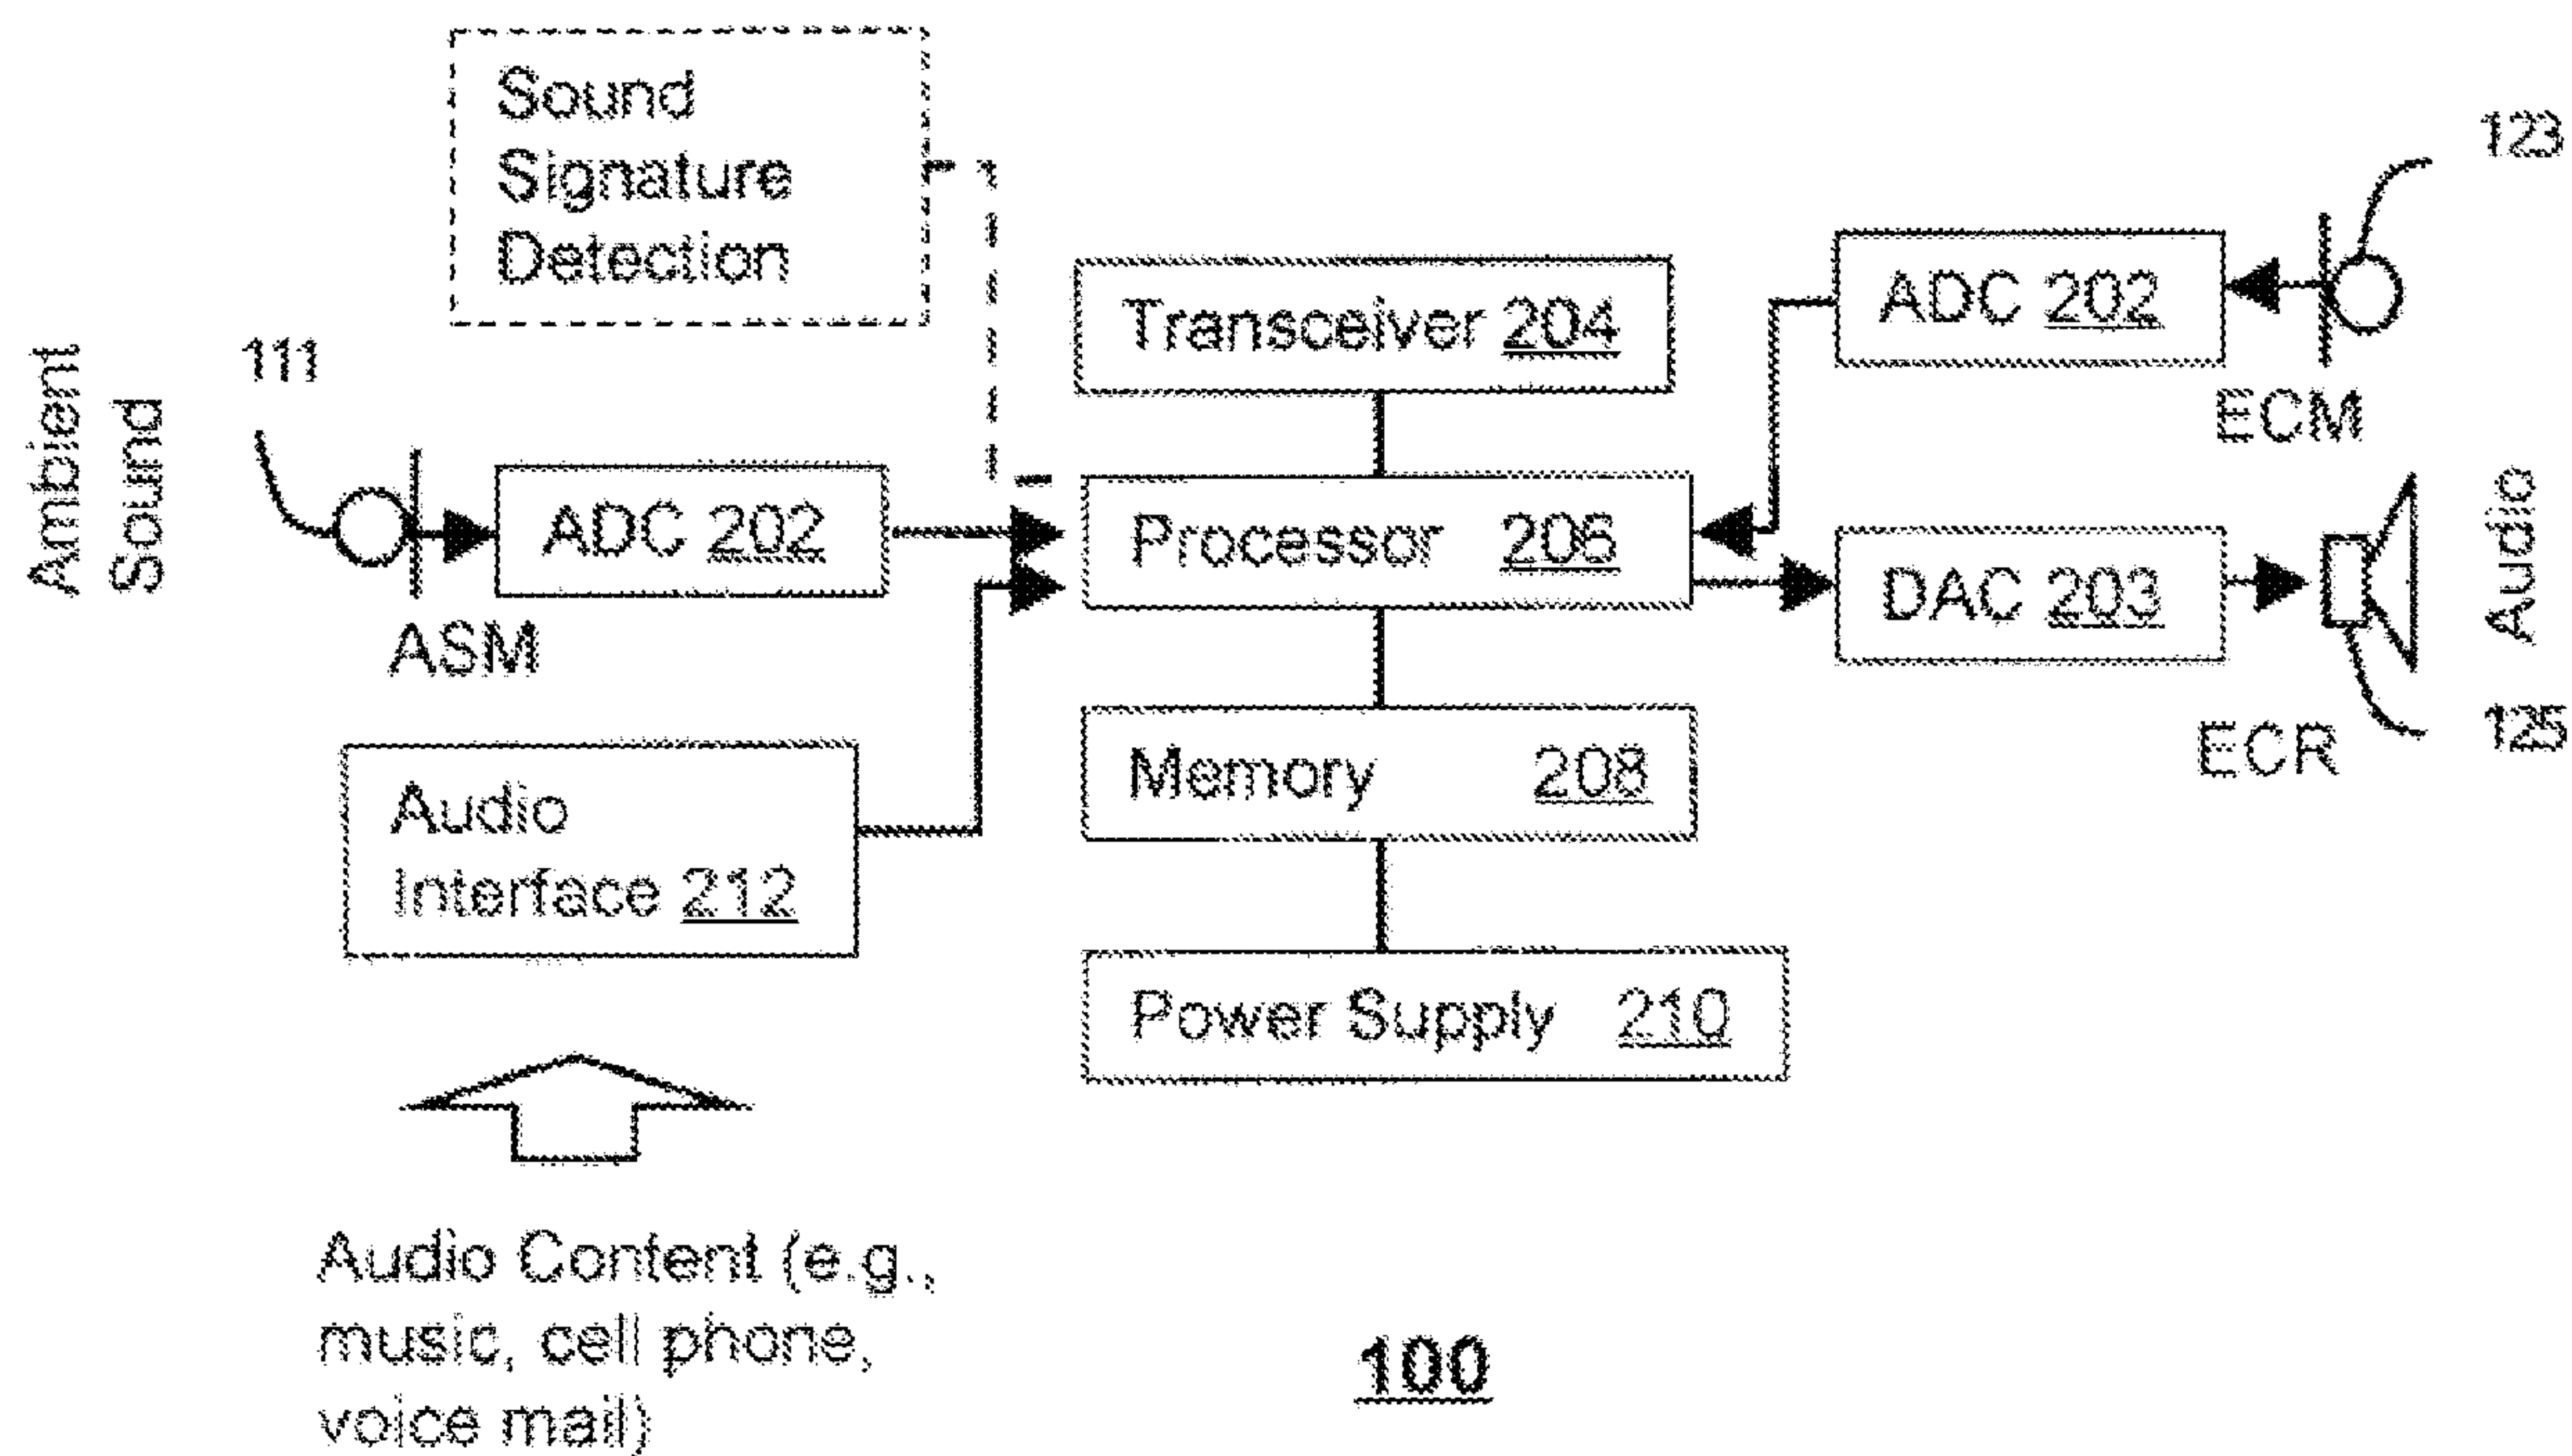 Sound
Signature
Detection
123
Transceiver 204
ADC 202
ECM
Ambient
Sound
111
ADC 202
ASM
Processor 206
DAC 203
Audio
ECR
125
Memory 208
Audio
Interface 212
Power Supply 210
Audio Content (e.g.,
music, cell phone,
voice mail)
100